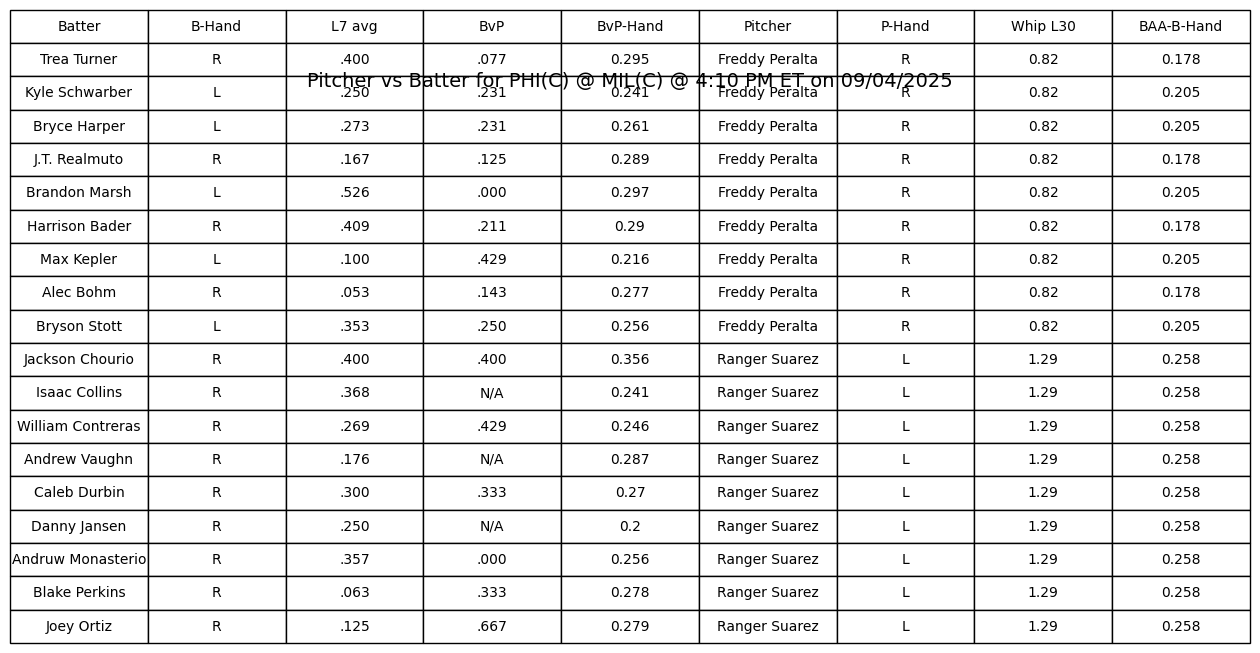 Batter B-Hand L7 avg BvP BvP-Hand Pitcher P-Hand Whip L30 BAA-B-Hand
Trea Turner R .400 .077 0.295 Freddy Peralta R 0.82 0.178
Pitcher vs Batter for PHI(C) @ MIL(C) @ 4:10 PM ET on 09/04/2025
Kyle Schwarber L .250 .231 0.241 Freddy Peralta R 0.82 0.205
Bryce Harper L .273 .231 0.261 Freddy Peralta R 0.82 0.205
J.T. Realmuto R .167 .125 0.289 Freddy Peralta R 0.82 0.178
Brandon Marsh L .526 .000 0.297 Freddy Peralta R 0.82 0.205
Harrison Bader R .409 .211 0.29 Freddy Peralta R 0.82 0.178
Max Kepler L .100 .429 0.216 Freddy Peralta R 0.82 0.205
Alec Bohm R .053 .143 0.277 Freddy Peralta R 0.82 0.178
Bryson Stott L .353 .250 0.256 Freddy Peralta R 0.82 0.205
Jackson Chourio R .400 .400 0.356 Ranger Suarez L 1.29 0.258
Isaac Collins R .368 N/A 0.241 Ranger Suarez L 1.29 0.258
William Contreras R .269 .429 0.246 Ranger Suarez L 1.29 0.258
Andrew Vaughn R .176 N/A 0.287 Ranger Suarez L 1.29 0.258
Caleb Durbin R .300 .333 0.27 Ranger Suarez L 1.29 0.258
Danny Jansen R .250 N/A 0.2 Ranger Suarez L 1.29 0.258
Andruw Monasterio R .357 .000 0.256 Ranger Suarez L 1.29 0.258
Blake Perkins R .063 .333 0.278 Ranger Suarez L 1.29 0.258
Joey Ortiz R .125 .667 0.279 Ranger Suarez L 1.29 0.258